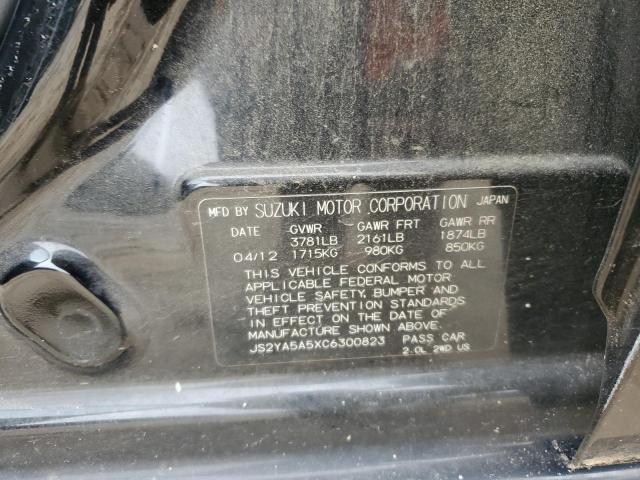 MFD BY SUZUKI MOTOR CORPORATION JAPAN
DATE GVWR GAWR FRT GAWR RR
3781LB 2161LB 1874LB
04/12 1715KG 980KG 850KG
THIS VEHICLE CONFORMS TO ALL
APPLICABLE FEDERAL MOTOR
VEHICLE SAFETY, BUMPER AND
THEFT PREVENTION STANDARDS
IN EFFECT ON THE DATE OF
MANUFACTURE SHOWN ABOVE.
JS2YA5A5XC6300823 PASS CAR
2.0L 2WD US